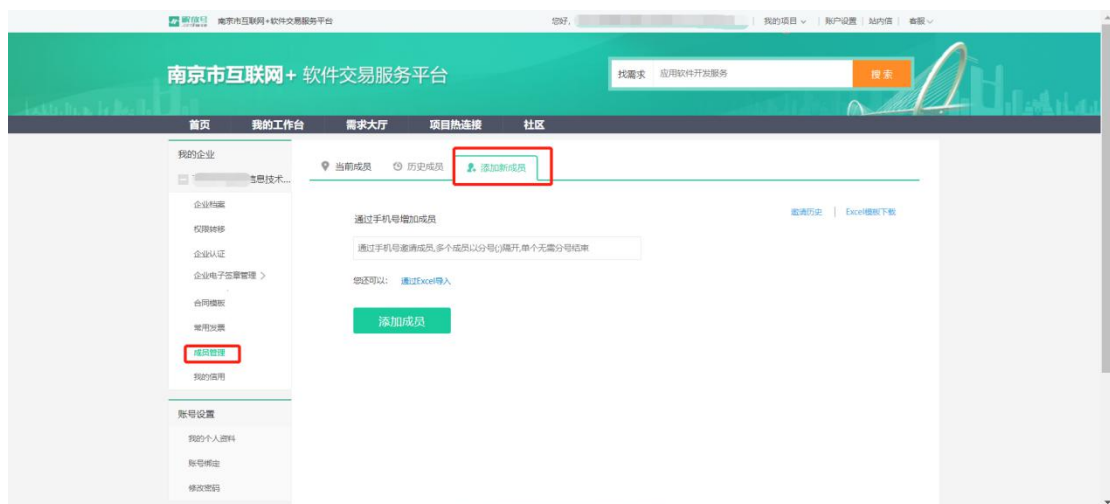 解放号 南京市互联网+软件交易服务平台 您好, 我的项目 | 账户设置 | 站内信 | 客服
南京市互联网+ 软件交易服务平台
找需求 应用软件开发服务 搜索
首页 我的工作台 需求大厅 项目热连接 社区
我的企业
信息技术...
企业档案
权限转移
企业认证
企业电子签章管理 >
合同模板
常用发票
成员管理
我的信用
账号设置
我的个人资料
账号绑定
修改密码
当前成员 历史成员 添加新成员
邀请历史 | Excel模板下载
通过手机号增加成员
通过手机号邀请成员,多个成员以分号(;)隔开,单个无需分号结束
您还可以: 通过Excel导入
添加成员